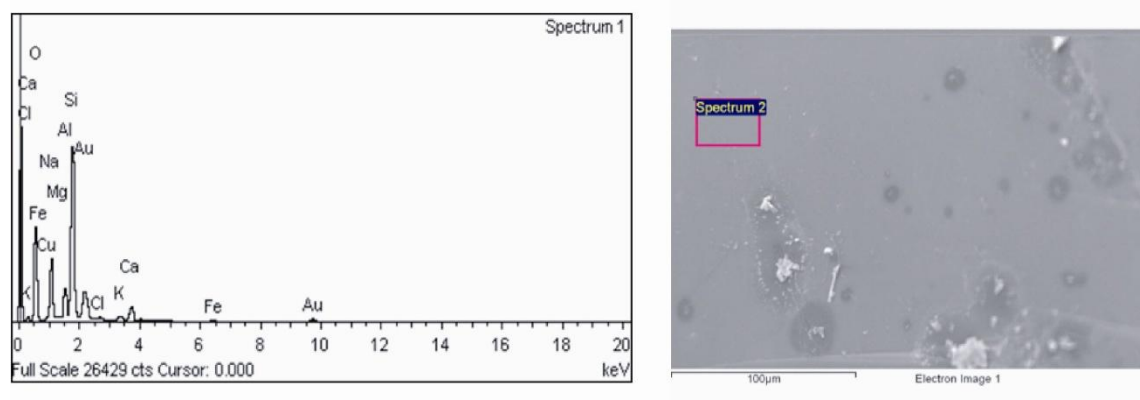 Spectrum 1
O
Ca
Cl
Si
Al
Au
Na
Mg
Fe
Cu
Ca
K
Cl
K
Fe
Au
0 2 4 6 8 10 12 14 16 18 20
Full Scale 26429 cts Cursor: 0.000 keV
Spectrum 2
100µm
Electron Image 1